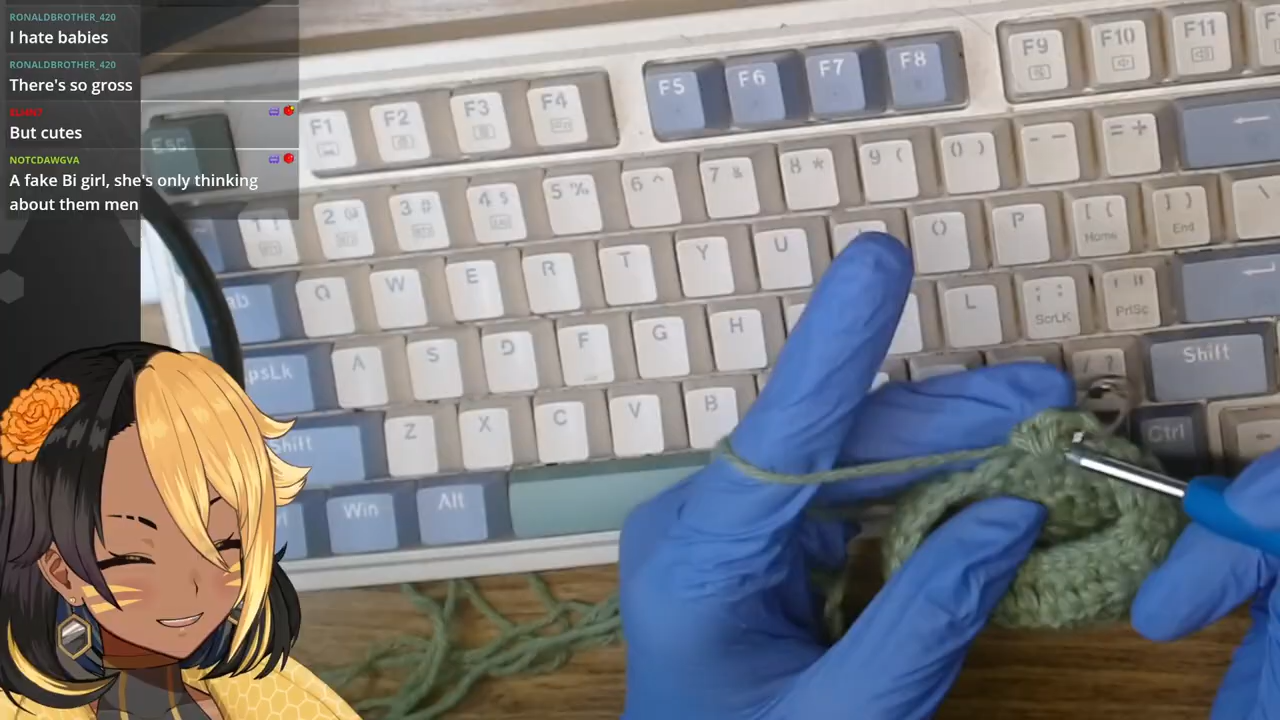 RONALDBROTHER_420
I hate babies
RONALDBROTHER_420
There's so gross
But cutes
NOTCDAWGVA
A fake Bi girl, she's only thinking
about them men
Esc F1 F2 F3 F4 F5 F6 F7 F8 F9 F10 F11
2 @ 3 # 4 $ 5 % 6 ^ 7 & 8 * 9 ( 0 ) - = +
Q W E R T Y U O P [ { Home ] } End \
psLk A S D F G H L ; : ScrLK ' " PrtSc
Shift Z X C V B / ? Shift
Win Alt Ctrl